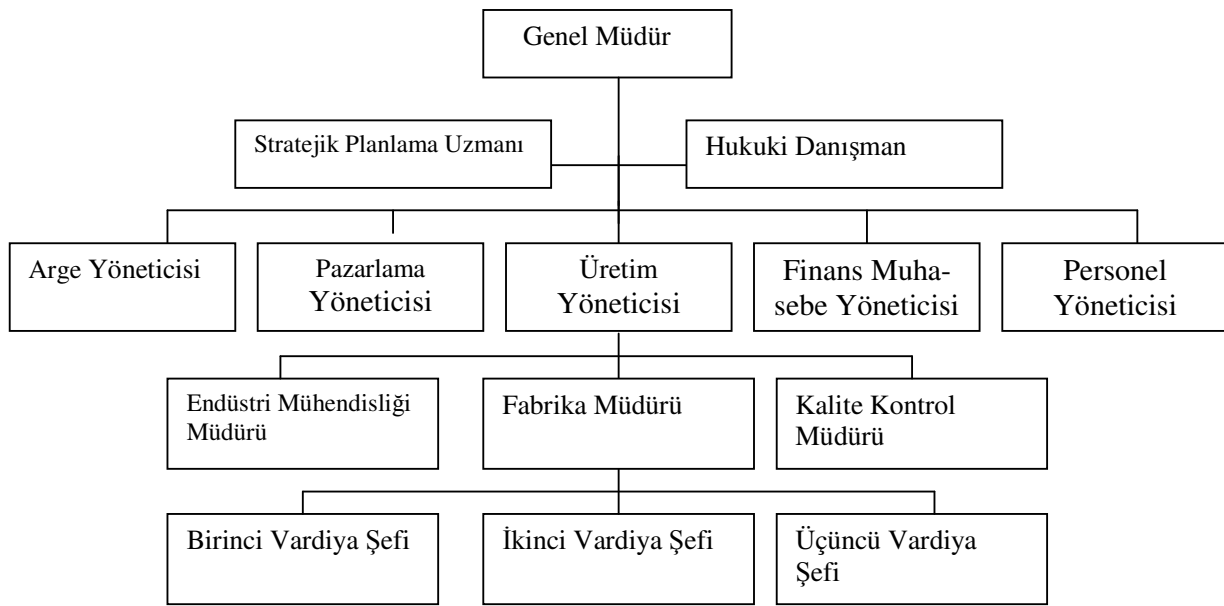 Genel Müdür
Stratejik Planlama Uzmanı
Hukuki Danışman
Arge Yöneticisi
Pazarlama
Yöneticisi
Üretim
Yöneticisi
Finans Muha-
sebe Yöneticisi
Personel
Yöneticisi
Endüstri Mühendisliği
Müdürü
Fabrika Müdürü
Kalite Kontrol
Müdürü
Birinci Vardiya Şefi
İkinci Vardiya Şefi
Üçüncü Vardiya
Şefi